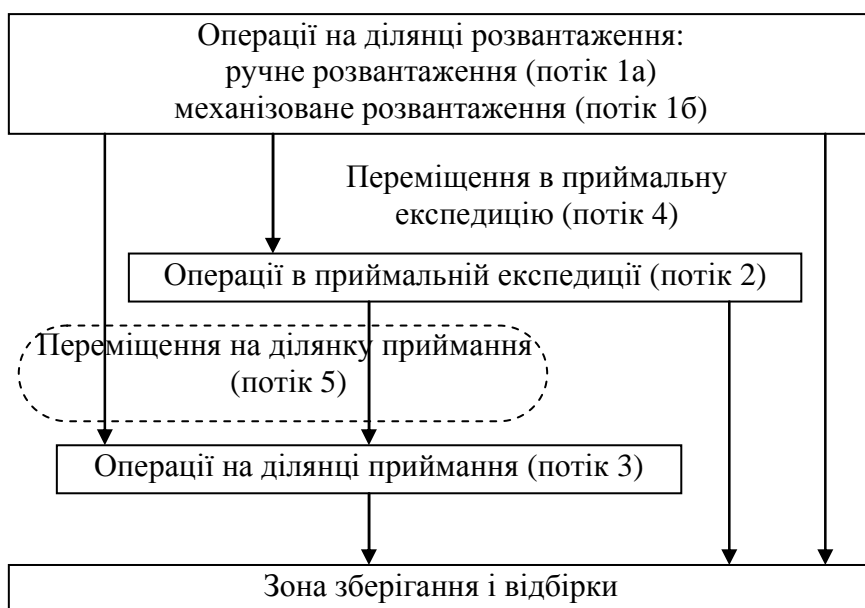 Операції на ділянці розвантаження:
ручне розвантаження (потік 1а)
механізоване розвантаження (потік 1б)
Переміщення в приймальну
експедицію (потік 4)
Операції в приймальній експедиції (потік 2)
Переміщення на ділянку приймання
(потік 5)
Операції на ділянці приймання (потік 3)
Зона зберігання і відбірки